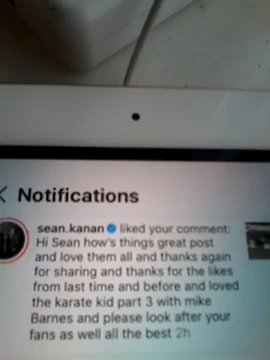 Notifications
sean.kanan liked your comment:
Hi Sean how's things great post
and love them all and thanks again
for sharing and thanks for the likes
from last time and before and loved
the karate kid part 3 with mike
Barnes and please look after your
fans as well all the best 2h